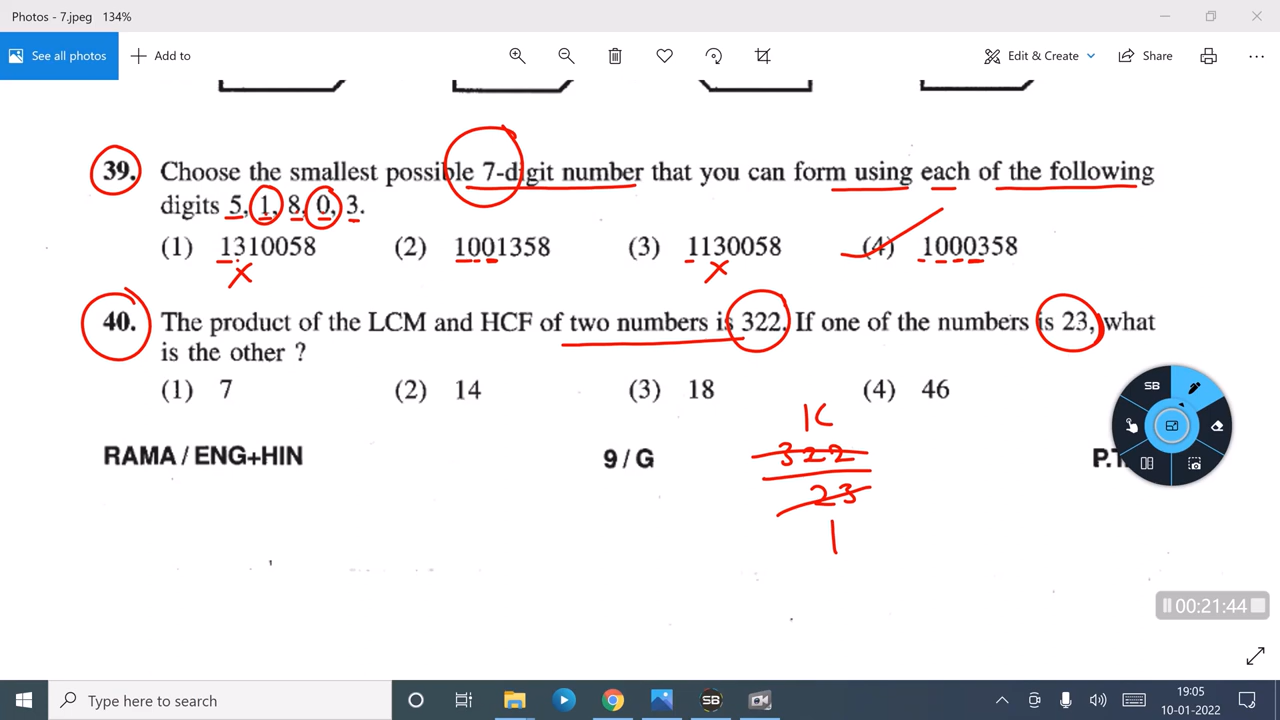 Photos - 7.jpeg 134%
See all photos
Add to
Edit & Create
Share
39. Choose the smallest possible 7-digit number that you can form using each of the following
digits 5, 1, 8, 0, 3.
(1) 1310058 (2) 1001358 (3) 1130058 (4) 1000358
40. The product of the LCM and HCF of two numbers is 322. If one of the numbers is 23, what
is the other ?
(1) 7 (2) 14 (3) 18 (4) 46
SB
322
23
1
RAMA / ENG+HIN 9 / G P.T
00:21:44
Type here to search
SB
19:05
10-01-2022